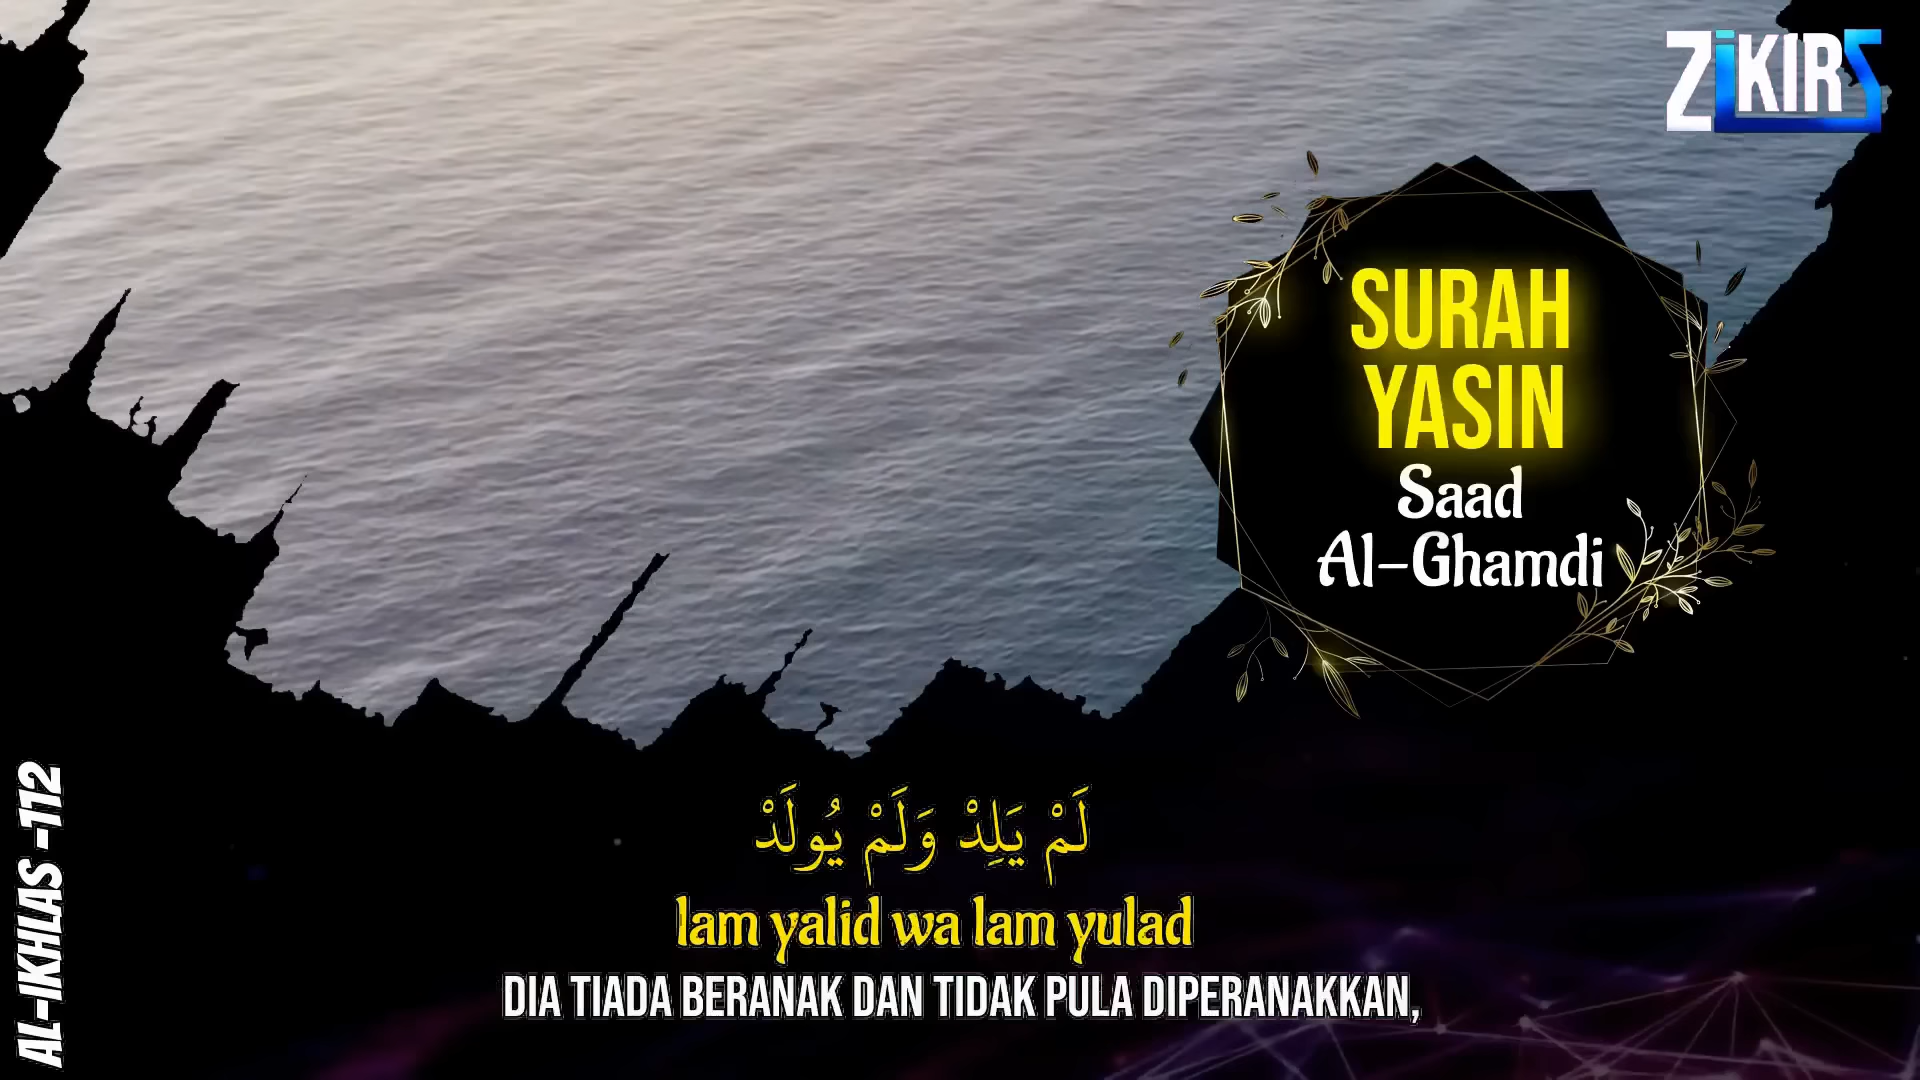 ZiKIRS
SURAH
YASIN
Saad
Al-Ghamdi
لَمْ يَلِدْ وَلَمْ يُولَدْ
lam yalid wa lam yulad
DIA TIADA BERANAK DAN TIDAK PULA DIPERANAKKAN,
AL-IKHLAS -112